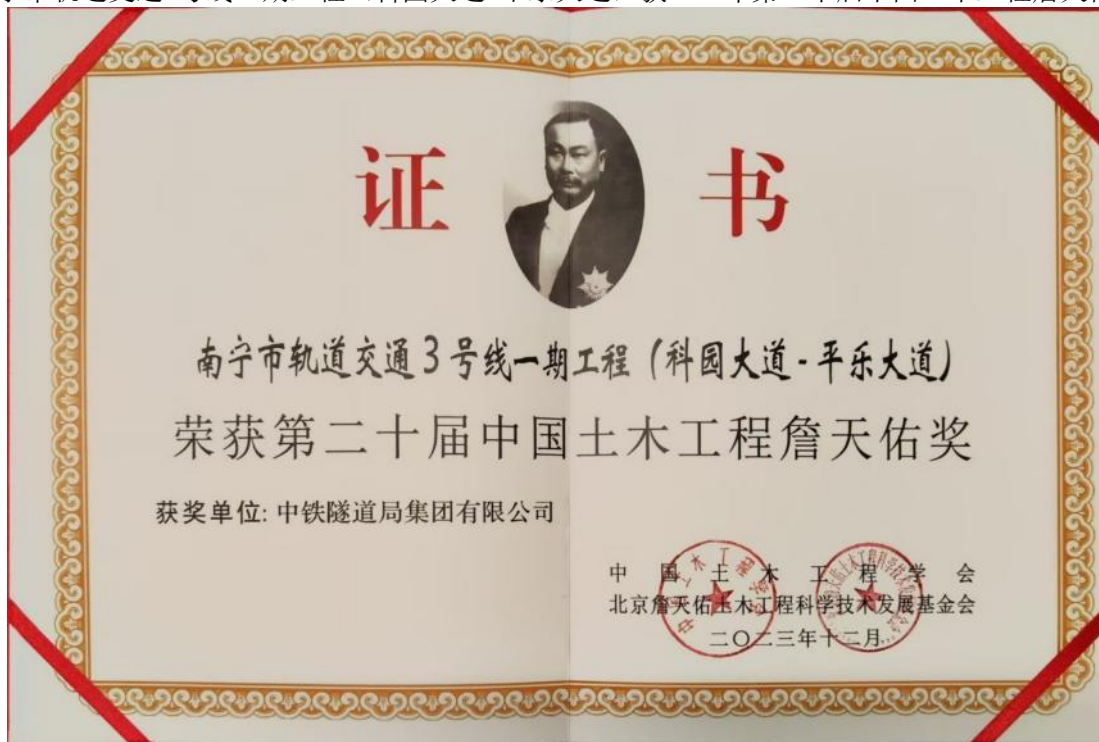 证 书
南宁市轨道交通3号线一期工程（科园大道-平乐大道）
荣获第二十届中国土木工程詹天佑奖
获奖单位: 中铁隧道局集团有限公司
中国土木工程学会
北京詹天佑土木工程科学技术发展基金会
二〇二三年十二月